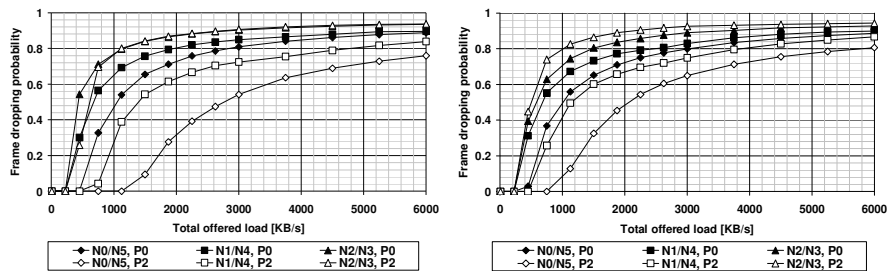 Frame dropping probability
1
0.8
0.6
0.4
0.2
0
0 1000 2000 3000 4000 5000 6000
Total offered load [KB/s]
N0/N5, P0 N1/N4, P0 N2/N3, P0
N0/N5, P2 N1/N4, P2 N2/N3, P2
Frame dropping probability
1
0.8
0.6
0.4
0.2
0
0 1000 2000 3000 4000 5000 6000
Total offered load [KB/s]
N0/N5, P0 N1/N4, P0 N2/N3, P0
N0/N5, P2 N1/N4, P2 N2/N3, P2